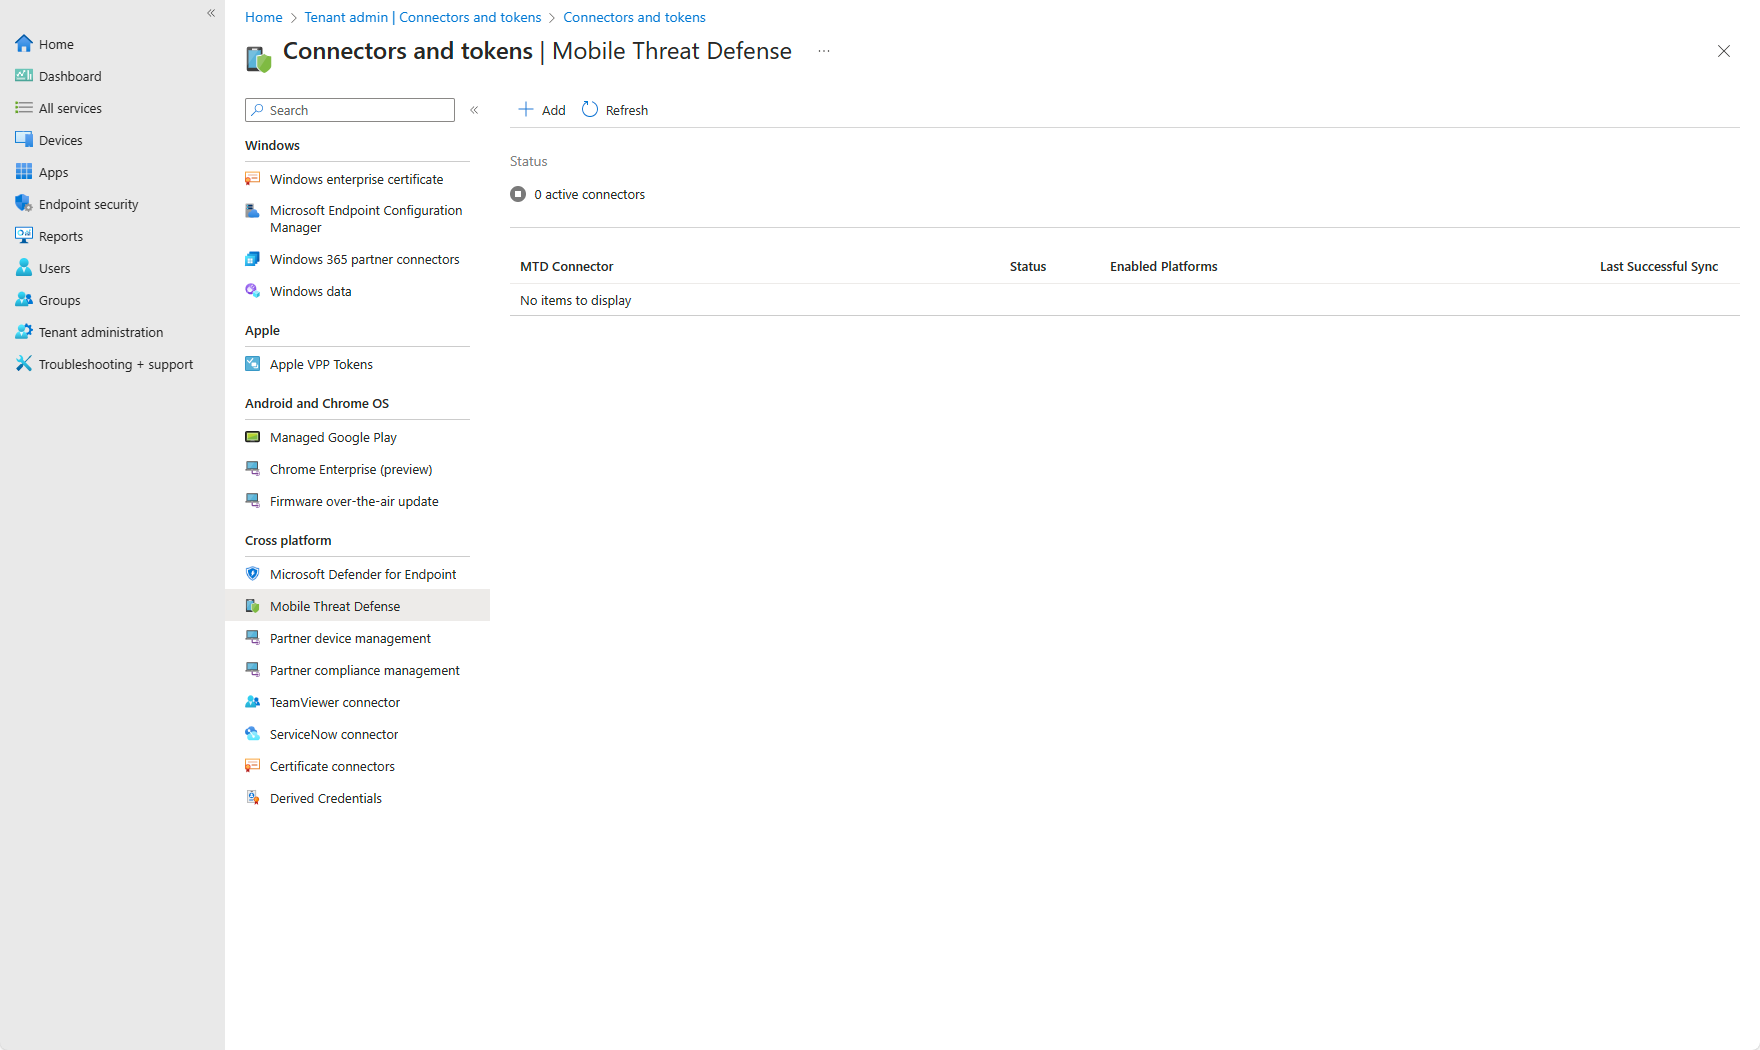 Home > Tenant admin | Connectors and tokens > Connectors and tokens
Connectors and tokens | Mobile Threat Defense ...
Home
Dashboard
All services
Devices
Apps
Endpoint security
Reports
Users
Groups
Tenant administration
Troubleshooting + support
Search
Windows
Windows enterprise certificate
Microsoft Endpoint Configuration
Manager
Windows 365 partner connectors
Windows data
Apple
Apple VPP Tokens
Android and Chrome OS
Managed Google Play
Chrome Enterprise (preview)
Firmware over-the-air update
Cross platform
Microsoft Defender for Endpoint
Mobile Threat Defense
Partner device management
Partner compliance management
TeamViewer connector
ServiceNow connector
Certificate connectors
Derived Credentials
Add Refresh
Status
0 active connectors
MTD Connector Status Enabled Platforms Last Successful Sync
No items to display